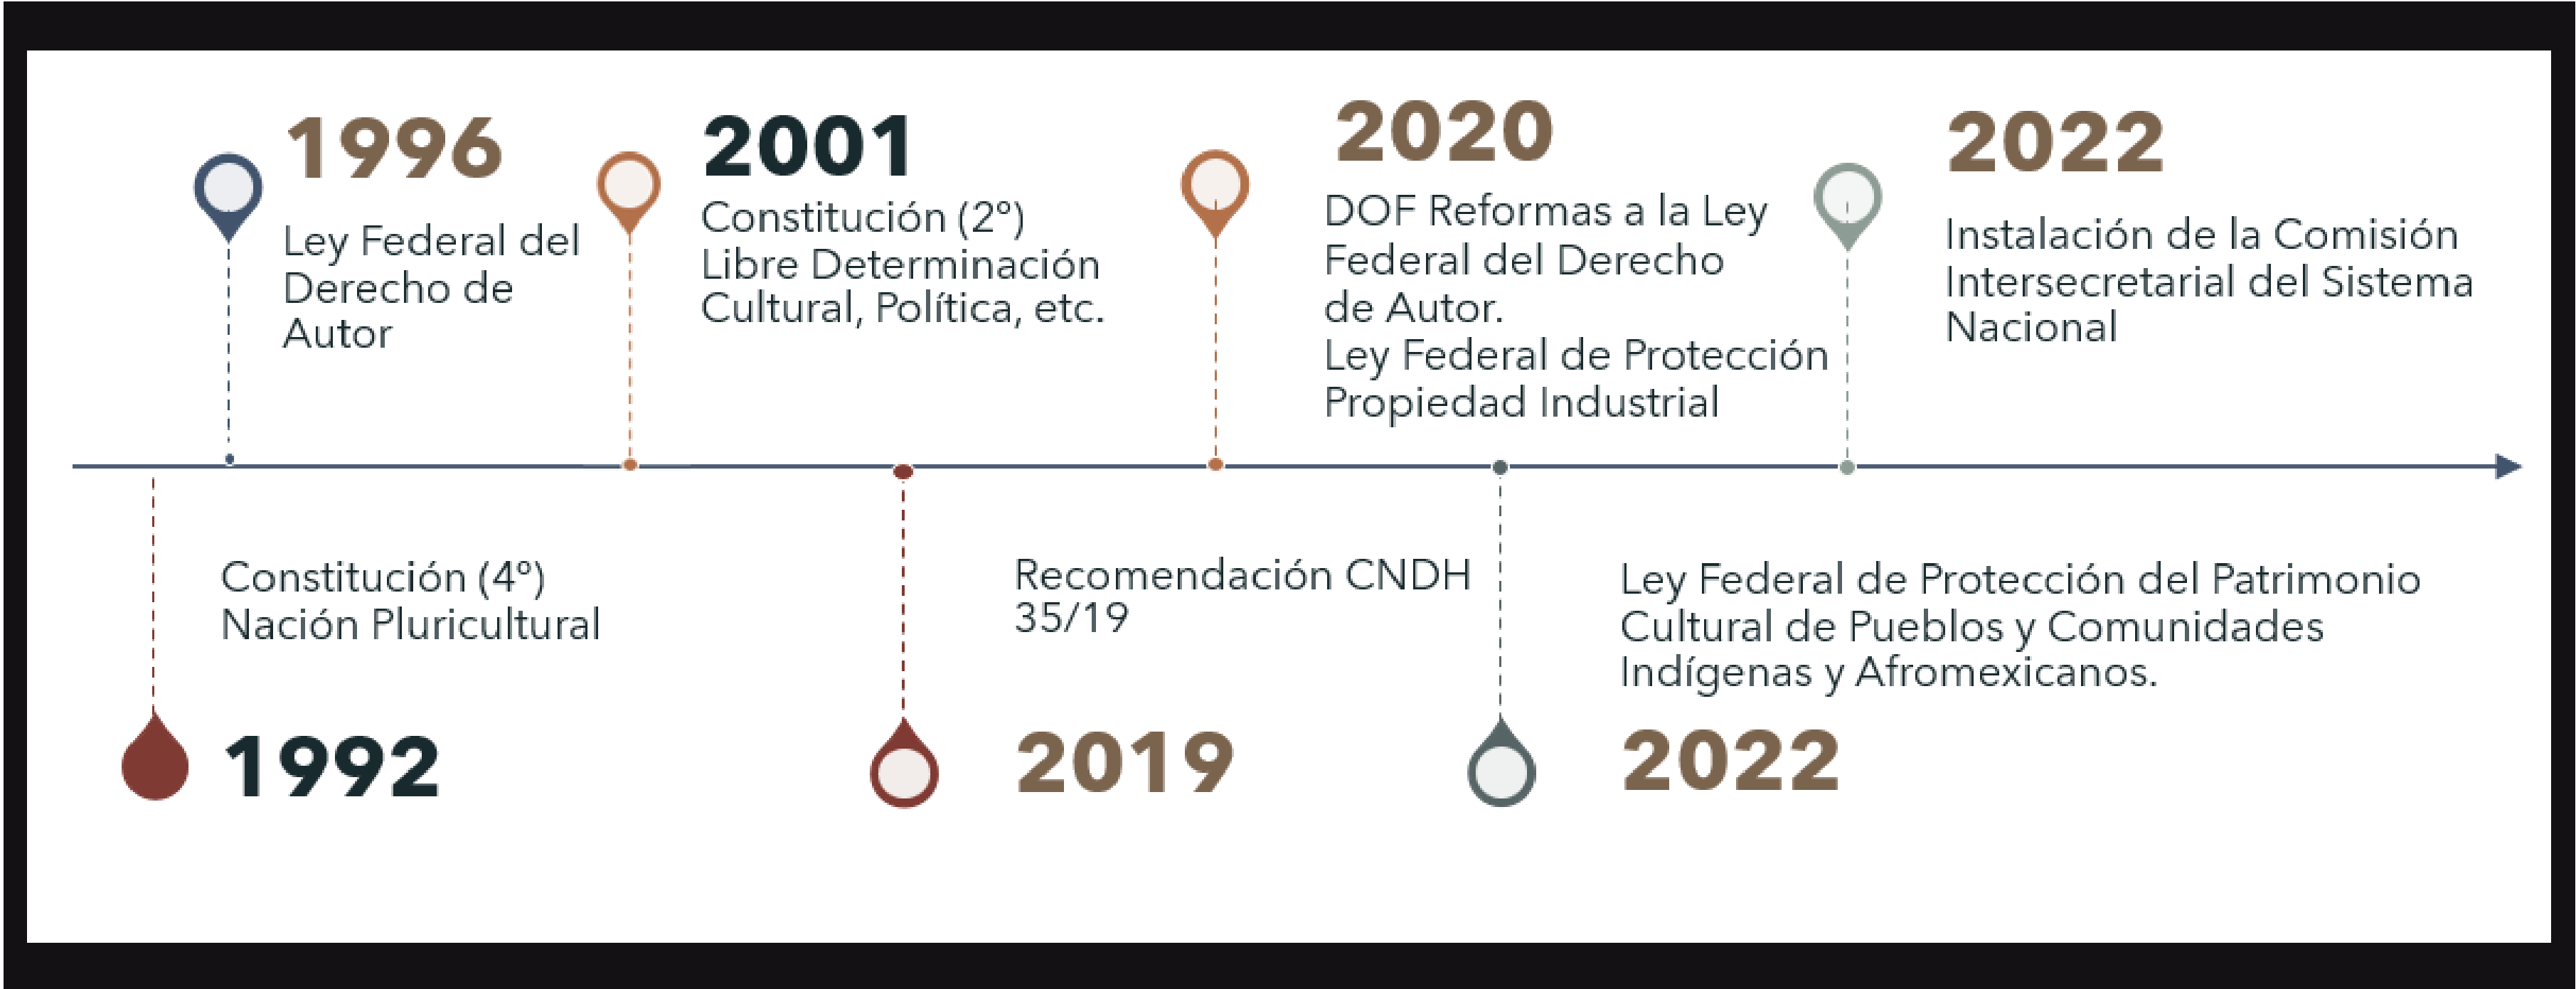 1996
Ley Federal del
Derecho de
Autor
2001
Constitución (2º)
Libre Determinación
Cultural, Política, etc.
2020
DOF Reformas a la Ley
Federal del Derecho
de Autor.
Ley Federal de Protección
Propiedad Industrial
2022
Instalación de la Comisión
Intersecretarial del Sistema
Nacional
Constitución (4º)
Nación Pluricultural
1992
Recomendación CNDH
35/19
2019
Ley Federal de Protección del Patrimonio
Cultural de Pueblos y Comunidades
Indígenas y Afromexicanos.
2022